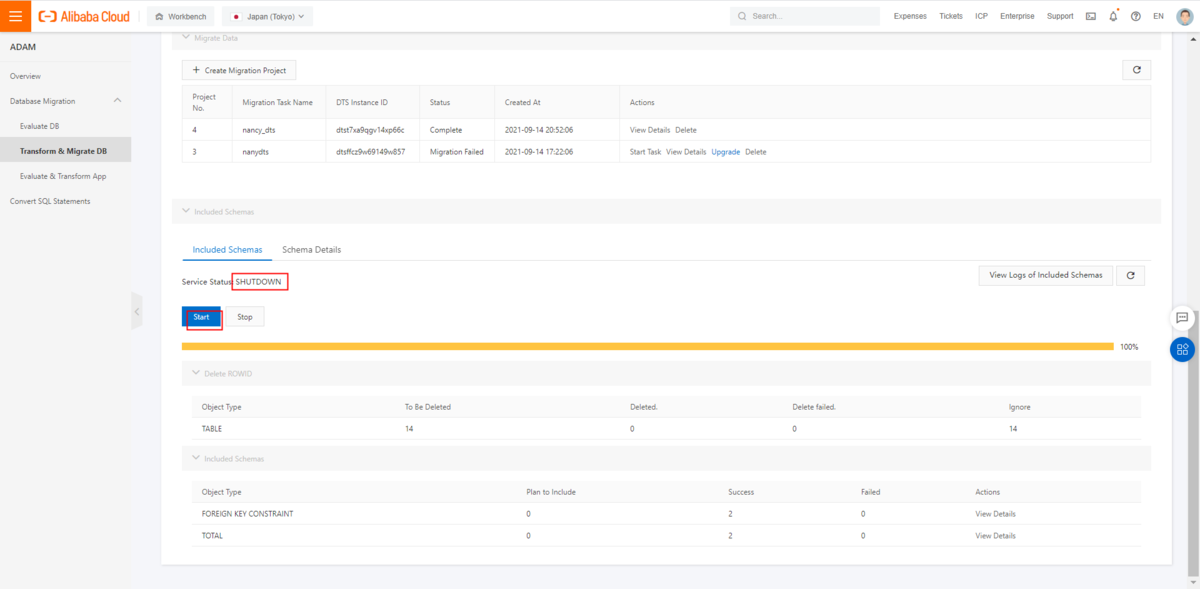 Alibaba Cloud
Workbench
Japan (Tokyo)
Search...
Expenses
Tickets
ICP
Enterprise
Support
EN
ADAM
Overview
Database Migration
Evaluate DB
Transform & Migrate DB
Evaluate & Transform App
Convert SQL Statements
Migrate Data
+ Create Migration Project
Project No. Migration Task Name DTS Instance ID Status Created At Actions
4 nancy_dts dtst7xa9qgv14xp66c Complete 2021-09-14 20:52:06 View Details Delete
3 nanydts dtsffcz9w69149w857 Migration Failed 2021-09-14 17:22:06 Start Task View Details Upgrade Delete
Included Schemas
Included Schemas Schema Details
Service Status: SHUTDOWN
View Logs of Included Schemas
Start Stop
100%
Delete ROWID
Object Type To Be Deleted Deleted. Delete failed. Ignore
TABLE 14 0 0 14
Included Schemas
Object Type Plan to Include Success Failed Actions
FOREIGN KEY CONSTRAINT 0 2 0 View Details
TOTAL 0 2 0 View Details